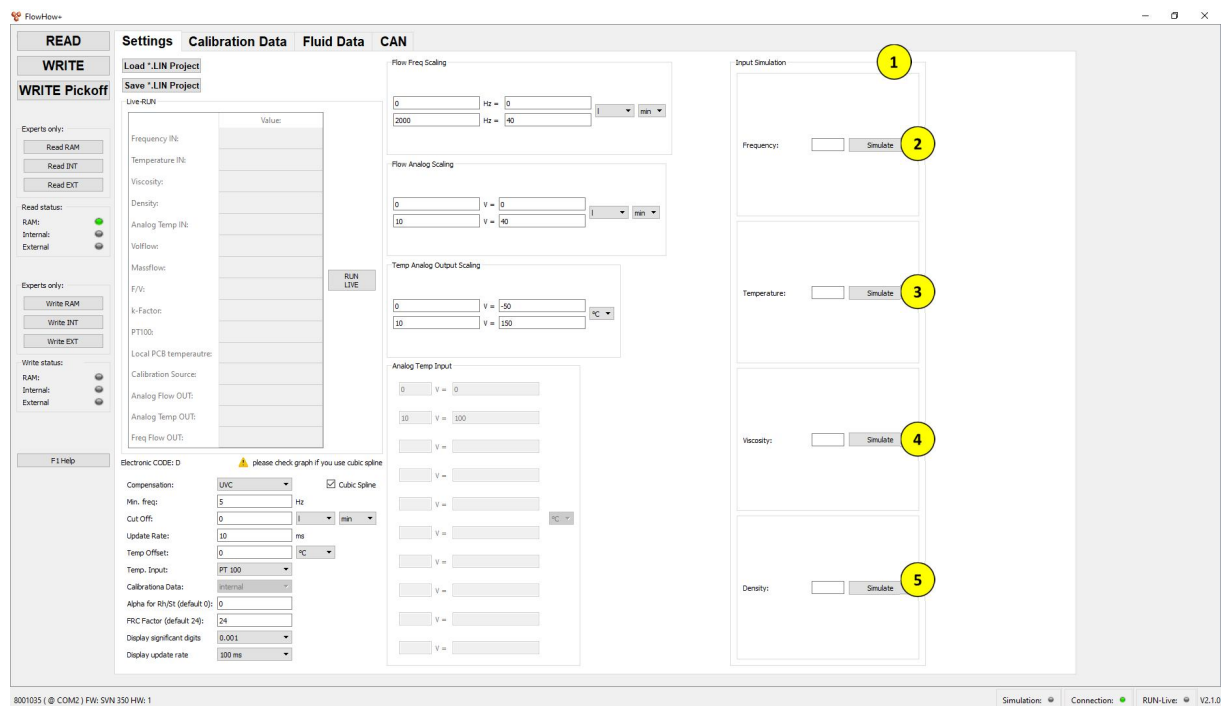 FlowHow+
READ
WRITE
WRITE Pickoff
Experts only:
Read RAM
Read INT
Read EXT
Read status:
RAM:
Internal:
External
Experts only:
Write RAM
Write INT
Write EXT
Write status:
RAM:
Internal:
External
F1 Help
Settings Calibration Data Fluid Data CAN
Load *.LIN Project
Save *.LIN Project
Live-RUN
Value:
Frequency IN:
Temperature IN:
Viscosity:
Density:
Analog Temp IN:
Volflow:
Massflow:
F/V:
k-Factor:
PT100:
Local PCB temperautre:
Calibration Source:
Analog Flow OUT:
Analog Temp OUT:
Freq Flow OUT:
RUN
LIVE
Electronic CODE: D please check graph if you use cubic spline
Compensation: UVC Cubic Spline
Min. freq: 5 Hz
Cut Off: 0 l min
Update Rate: 10 ms
Temp Offset: 0 °C
Temp. Input: PT 100
Calibrationa Data: internal
Alpha for Rh/St (default 0): 0
FRC Factor (default 24): 24
Display significant digits 0.001
Display update rate 100 ms
Flow Freq Scaling
0 Hz = 0
2000 Hz = 40
l min
Flow Analog Scaling
0 V = 0
10 V = 40
l min
Temp Analog Output Scaling
0 V = -50
10 V = 150
°C
Analog Temp Input
0 V = 0
10 V = 100
V =
V =
V =
V =
V =
V =
V =
V =
°C
Input Simulation 1
Frequency: Simulate 2
Temperature: Simulate 3
Viscosity: Simulate 4
Density: Simulate 5
8001035 ( @ COM2 ) FW: SVN 350 HW: 1
Simulation: Connection: RUN-Live: V2.1.0